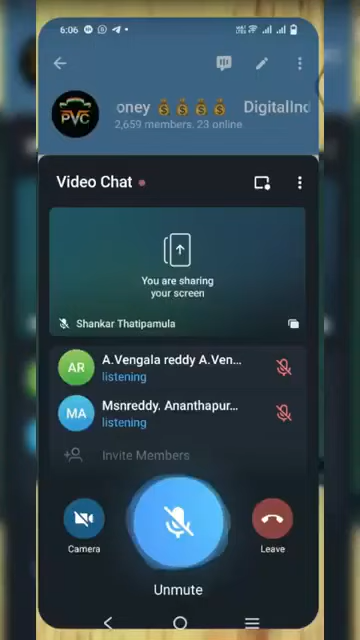 6:06
oney 💰💰💰💰 DigitalInd
PVC
2,659 members, 23 online
Video Chat
You are sharing
your screen
Shankar Thatipamula
AR
A.Vengala reddy A.Ven...
listening
MA
Msnreddy. Ananthapur...
listening
Invite Members
Camera
Leave
Unmute